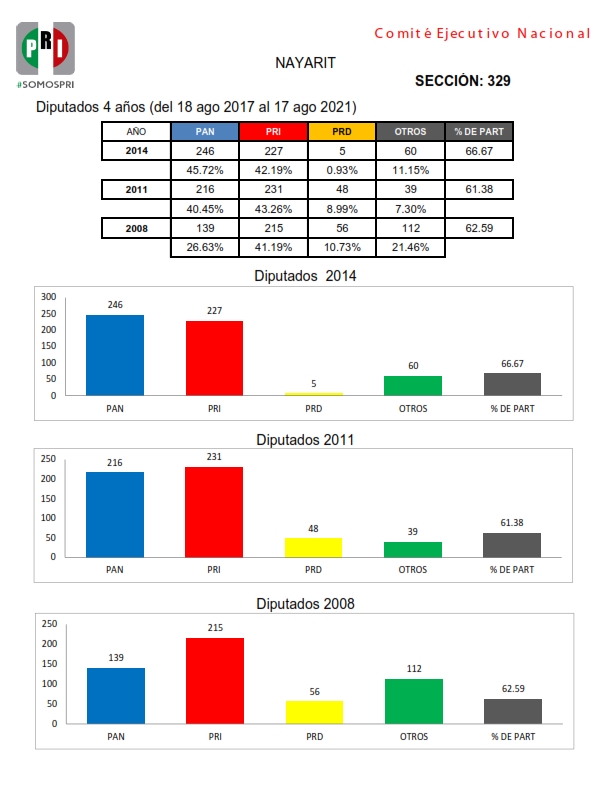 Comité Ejecutivo Nacional
PRI
#SOMOSPRI
NAYARIT
SECCIÓN: 329
Diputados 4 años (del 18 ago 2017 al 17 ago 2021)
AÑO PAN PRI PRD OTROS % DE PART
2014 246 227 5 60 66.67
45.72% 42.19% 0.93% 11.15%
2011 216 231 48 39 61.38
40.45% 43.26% 8.99% 7.30%
2008 139 215 56 112 62.59
26.63% 41.19% 10.73% 21.46%
Diputados 2014
300
250
200
150
100
50
0
246 227 5 60 66.67
PAN PRI PRD OTROS % DE PART
Diputados 2011
250
200
150
100
50
0
216 231 48 39 61.38
PAN PRI PRD OTROS % DE PART
Diputados 2008
250
200
150
100
50
0
139 215 56 112 62.59
PAN PRI PRD OTROS % DE PART